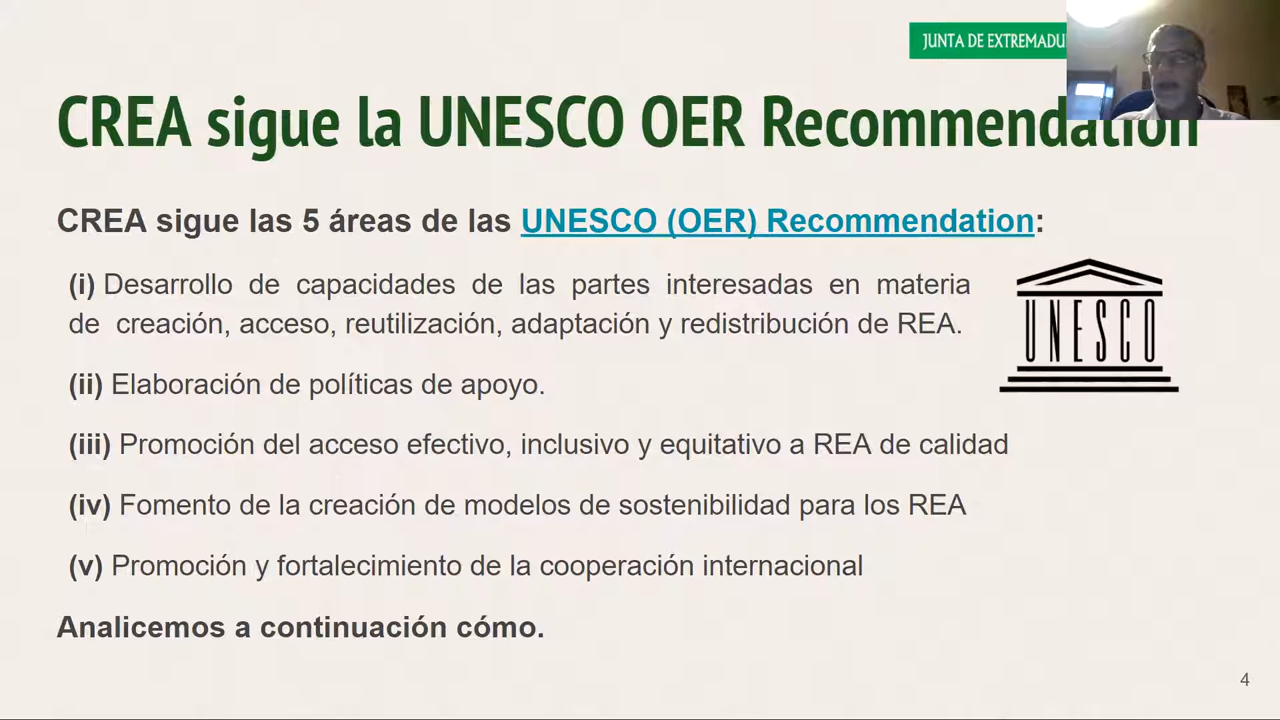 JUNTA DE EXTREMADU
CREA sigue la UNESCO OER Recommendation
CREA sigue las 5 áreas de las UNESCO (OER) Recommendation:
(i) Desarrollo de capacidades de las partes interesadas en materia
de creación, acceso, reutilización, adaptación y redistribución de REA.
UNESCO
(ii) Elaboración de políticas de apoyo.
(iii) Promoción del acceso efectivo, inclusivo y equitativo a REA de calidad
(iv) Fomento de la creación de modelos de sostenibilidad para los REA
(v) Promoción y fortalecimiento de la cooperación internacional
Analicemos a continuación cómo.
4